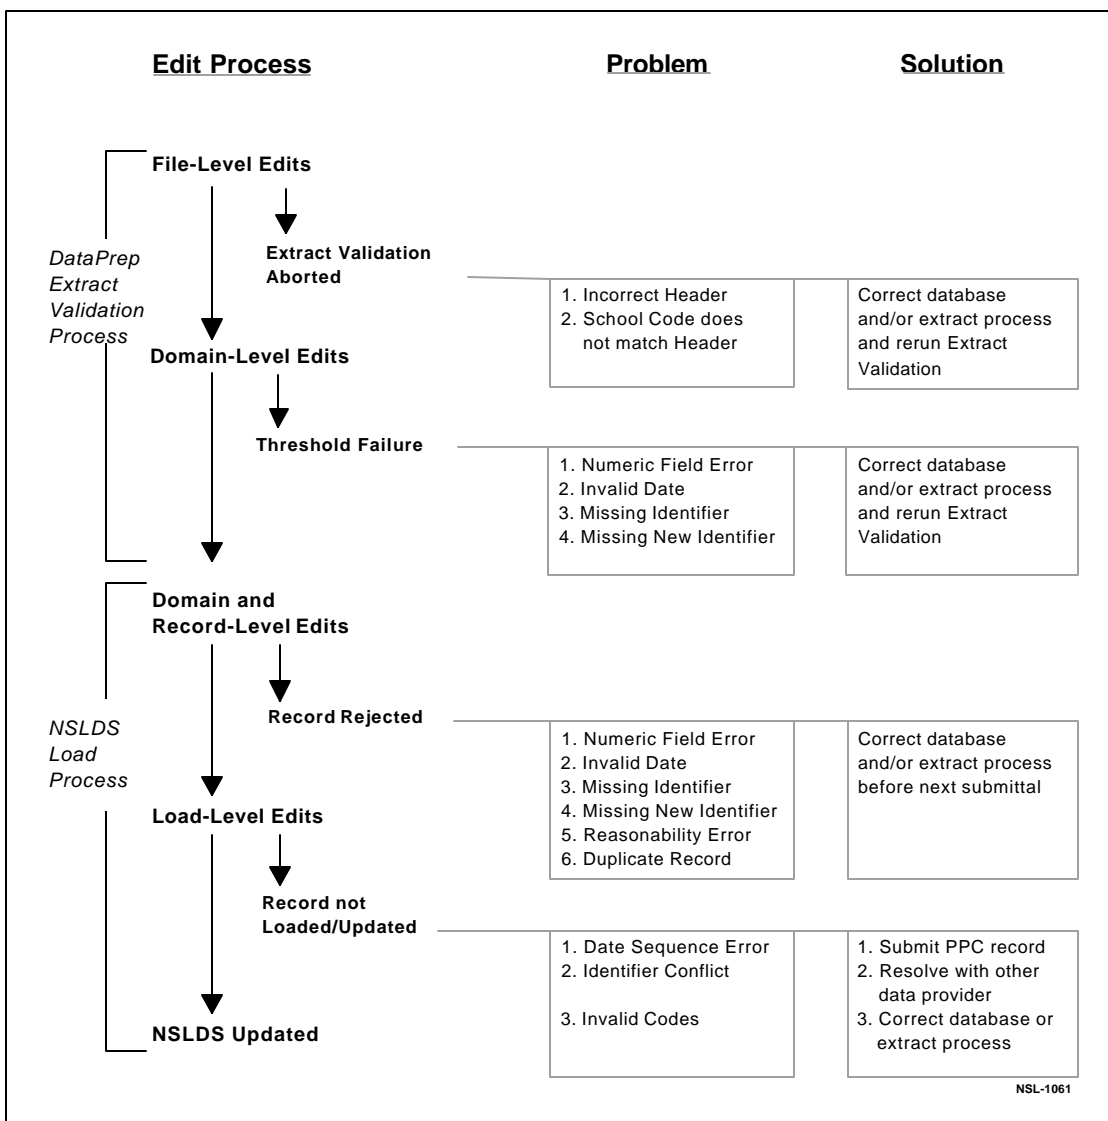 Edit Process
Problem
Solution
File-Level Edits
DataPrep
Extract
Validation
Process
Extract Validation
Aborted
1. Incorrect Header
2. School Code does
not match Header
Correct database
and/or extract process
and rerun Extract
Validation
Domain-Level Edits
Threshold Failure
1. Numeric Field Error
2. Invalid Date
3. Missing Identifier
4. Missing New Identifier
Correct database
and/or extract process
and rerun Extract
Validation
Domain and
Record-Level Edits
NSLDS
Load
Process
Record Rejected
1. Numeric Field Error
2. Invalid Date
3. Missing Identifier
4. Missing New Identifier
5. Reasonability Error
6. Duplicate Record
Correct database
and/or extract process
before next submittal
Load-Level Edits
Record not
Loaded/Updated
1. Date Sequence Error
2. Identifier Conflict
3. Invalid Codes
1. Submit PPC record
2. Resolve with other
data provider
3. Correct database or
extract process
NSLDS Updated
NSL-1061